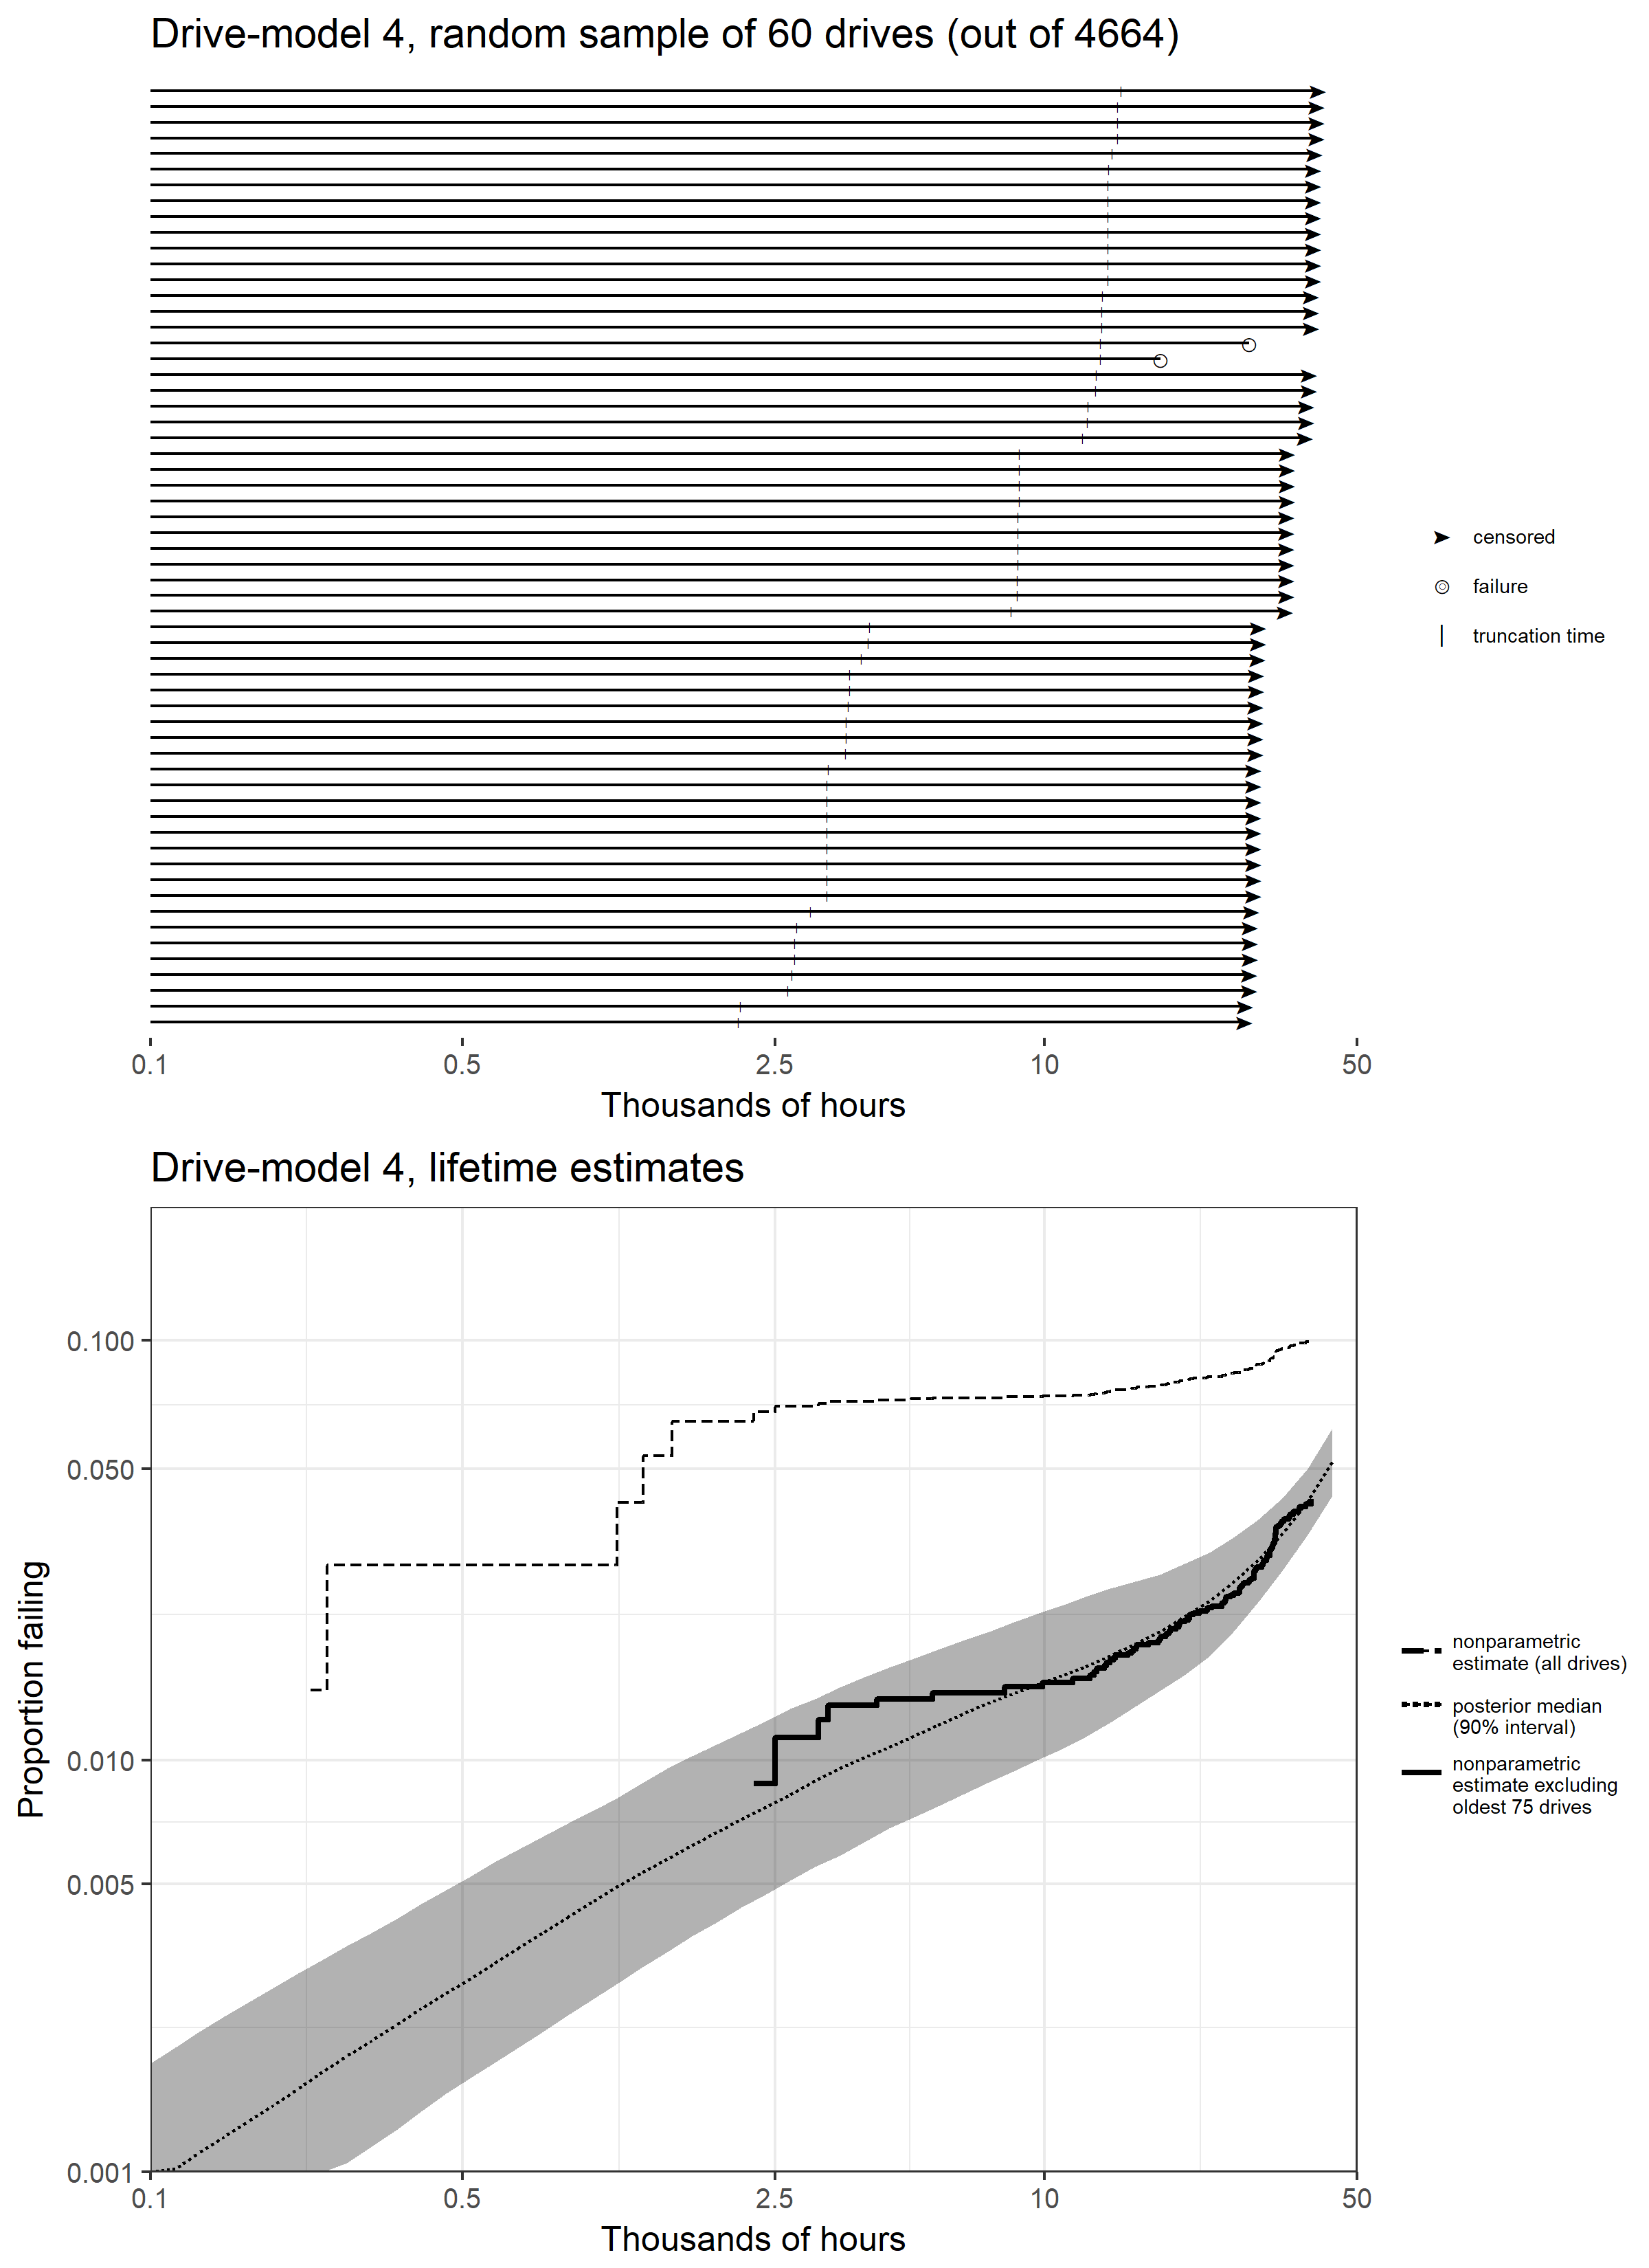 Drive-model 4, random sample of 60 drives (out of 4664)
censored
failure
truncation time
0.1
0.5
2.5
10
50
Thousands of hours
Drive-model 4, lifetime estimates
Proportion failing
0.100
0.050
0.010
0.005
0.001
nonparametric
estimate (all drives)
posterior median
(90% interval)
nonparametric
estimate excluding
oldest 75 drives
0.1
0.5
2.5
10
50
Thousands of hours